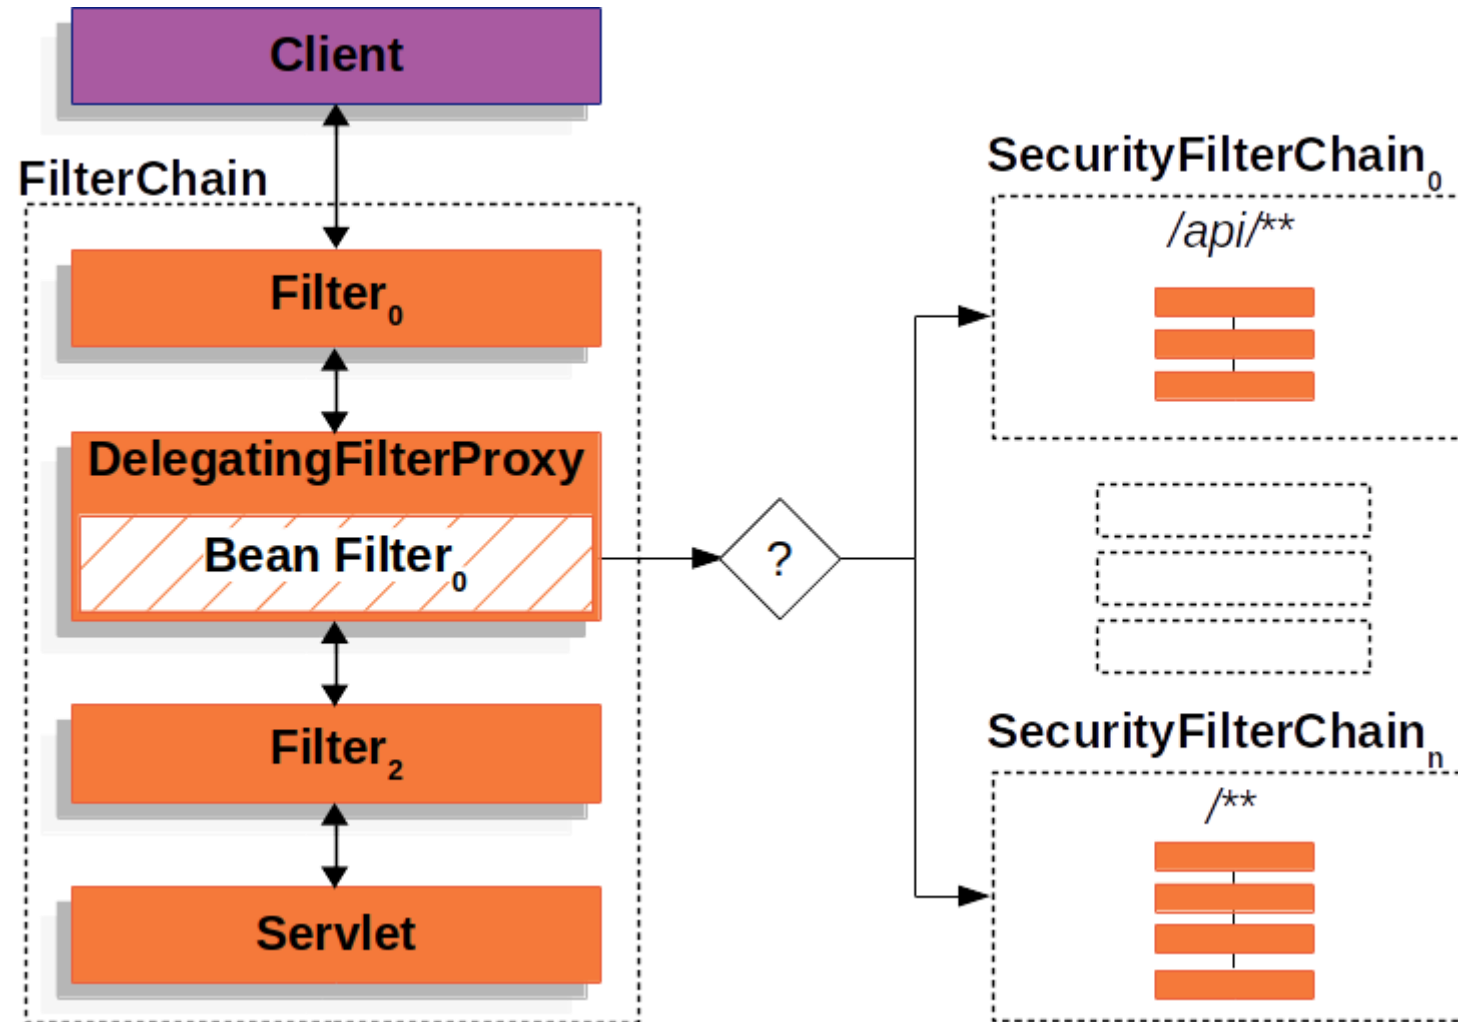 Client
FilterChain
Filter0
DelegatingFilterProxy
Bean Filter0
Filter2
Servlet
?
SecurityFilterChain0
/api/**
SecurityFilterChainn
/**